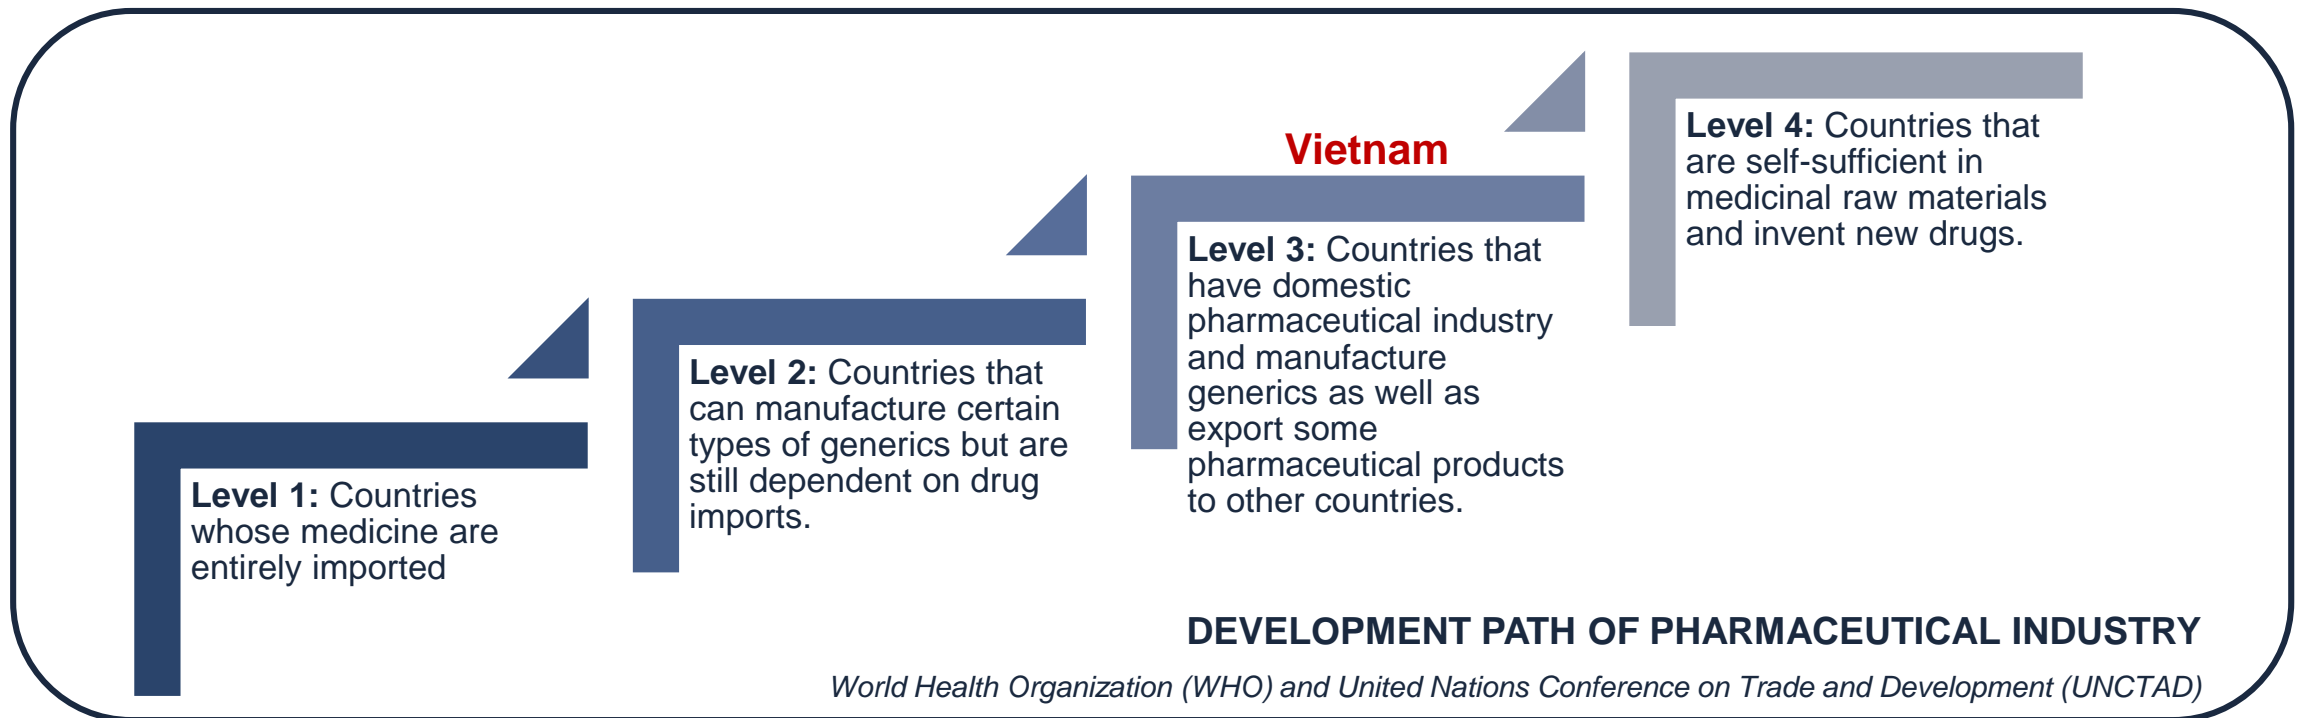 Level 1: Countries
whose medicine are
entirely imported
Level 2: Countries that
can manufacture certain
types of generics but are
still dependent on drug
imports.
Vietnam
Level 3: Countries that
have domestic
pharmaceutical industry
and manufacture
generics as well as
export some
pharmaceutical products
to other countries.
Level 4: Countries that
are self-sufficient in
medicinal raw materials
and invent new drugs.
DEVELOPMENT PATH OF PHARMACEUTICAL INDUSTRY
World Health Organization (WHO) and United Nations Conference on Trade and Development (UNCTAD)